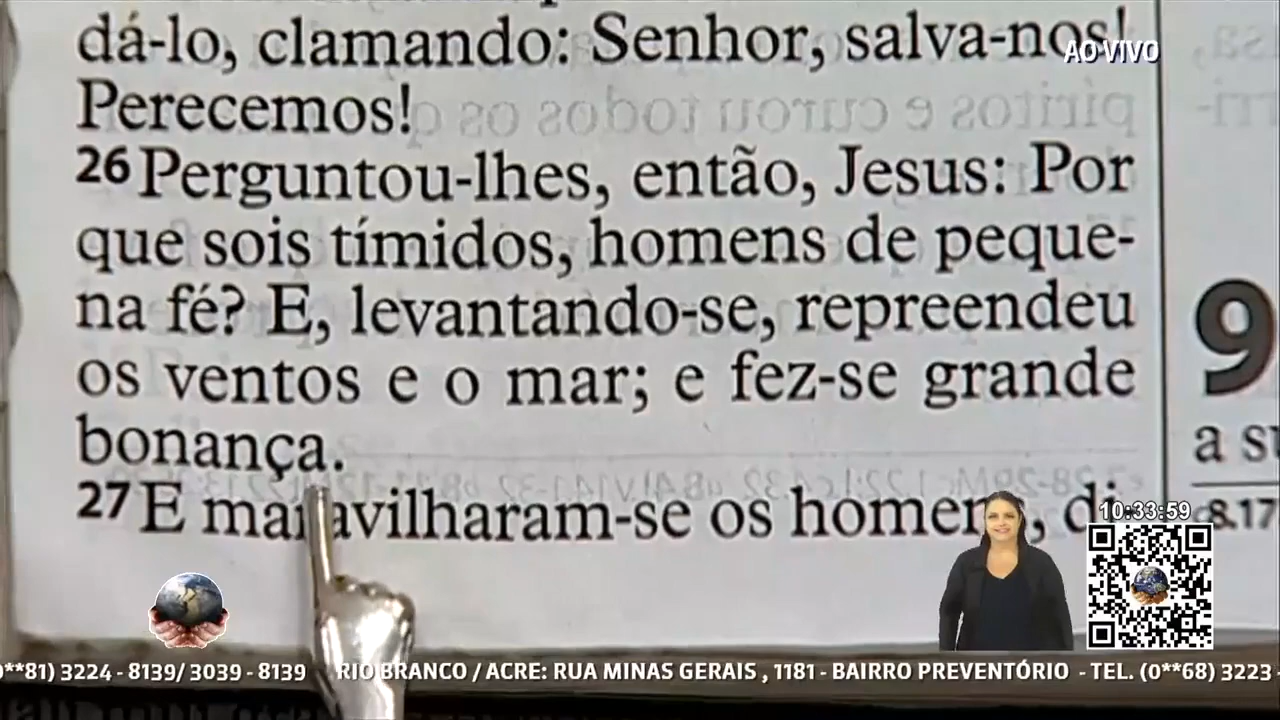 dá-lo, clamando: Senhor, salva-nos!
AO VIVO
Perecemos!
26 Perguntou-lhes, então, Jesus: Por
que sois tímidos, homens de peque-
na fé? E, levantando-se, repreendeu
os ventos e o mar; e fez-se grande
bonança.
27 E maravilharam-se os homens, di-
9
a su
8.17
10:33:59
0**81) 3224 - 8139/ 3039 - 8139 RIO BRANCO / ACRE: RUA MINAS GERAIS , 1181 - BAIRRO PREVENTÓRIO - TEL. (0**68) 3223 -